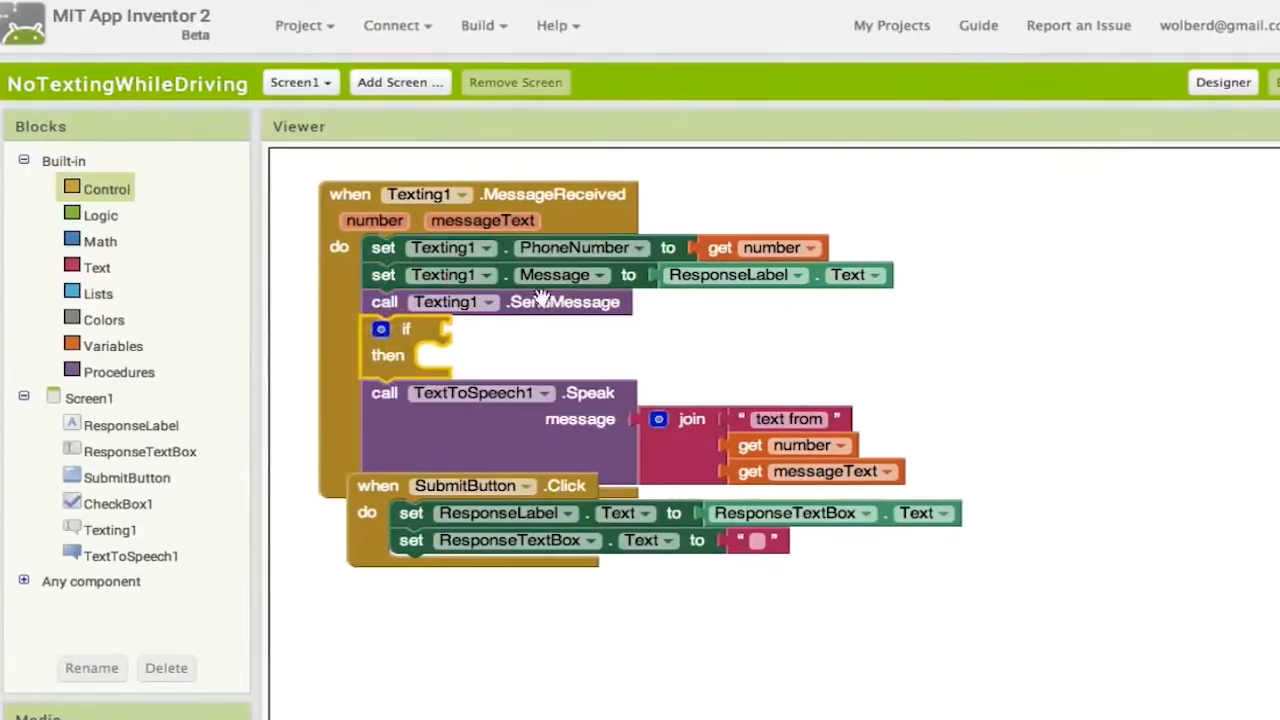 MIT App Inventor 2
Beta
Project Connect Build Help My Projects Guide Report an Issue wolberd@gmail.c
NoTextingWhileDriving Screen1 Add Screen ... Remove Screen Designer
Blocks
Viewer
Built-in
Control
Logic
Math
Text
Lists
Colors
Variables
Procedures
Screen1
ResponseLabel
ResponseTextBox
SubmitButton
CheckBox1
Texting1
TextToSpeech1
Any component
Rename Delete
Media
when Texting1 .MessageReceived
number messageText
do set Texting1 . PhoneNumber to get number
set Texting1 . Message to ResponseLabel . Text
call Texting1 .SendMessage
if
then
call TextToSpeech1 .Speak
message join " text from "
get number
get messageText
when SubmitButton .Click
do set ResponseLabel . Text to ResponseTextBox . Text
set ResponseTextBox . Text to " "